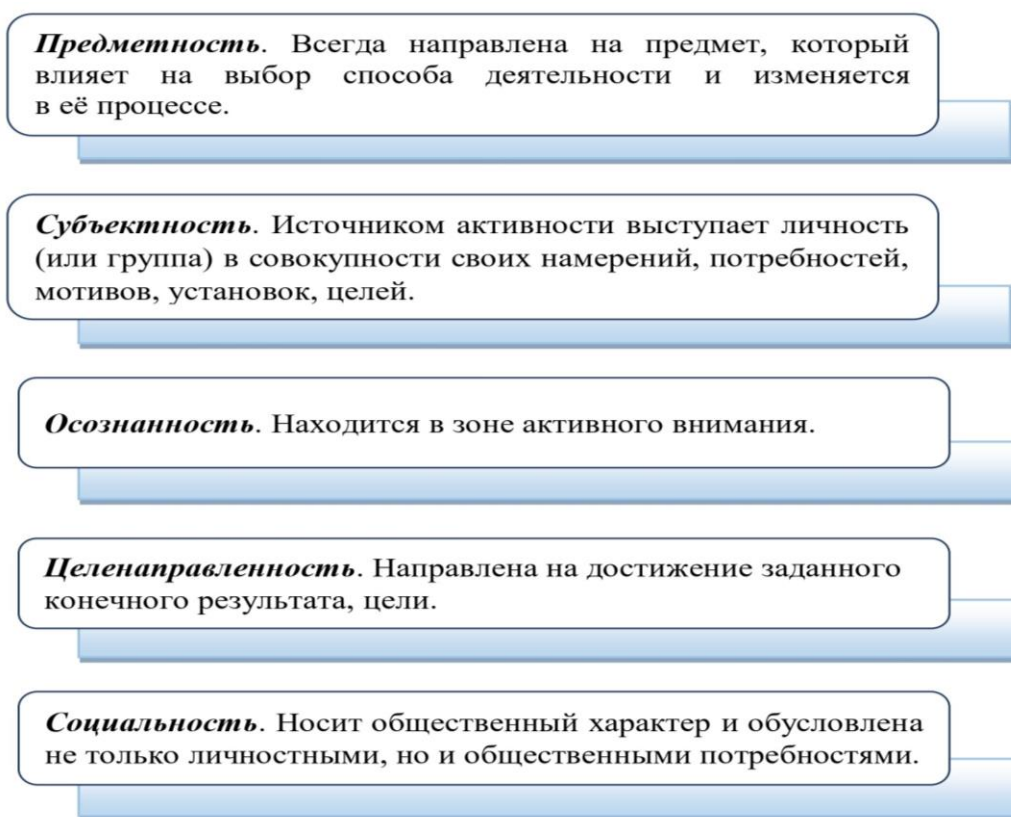 Предметность. Всегда направлена на предмет, который
влияет на выбор способа деятельности и изменяется
в её процессе.
Субъектность. Источником активности выступает личность
(или группа) в совокупности своих намерений, потребностей,
мотивов, установок, целей.
Осознанность. Находится в зоне активного внимания.
Целенаправленность. Направлена на достижение заданного
конечного результата, цели.
Социальность. Носит общественный характер и обусловлена
не только личностными, но и общественными потребностями.